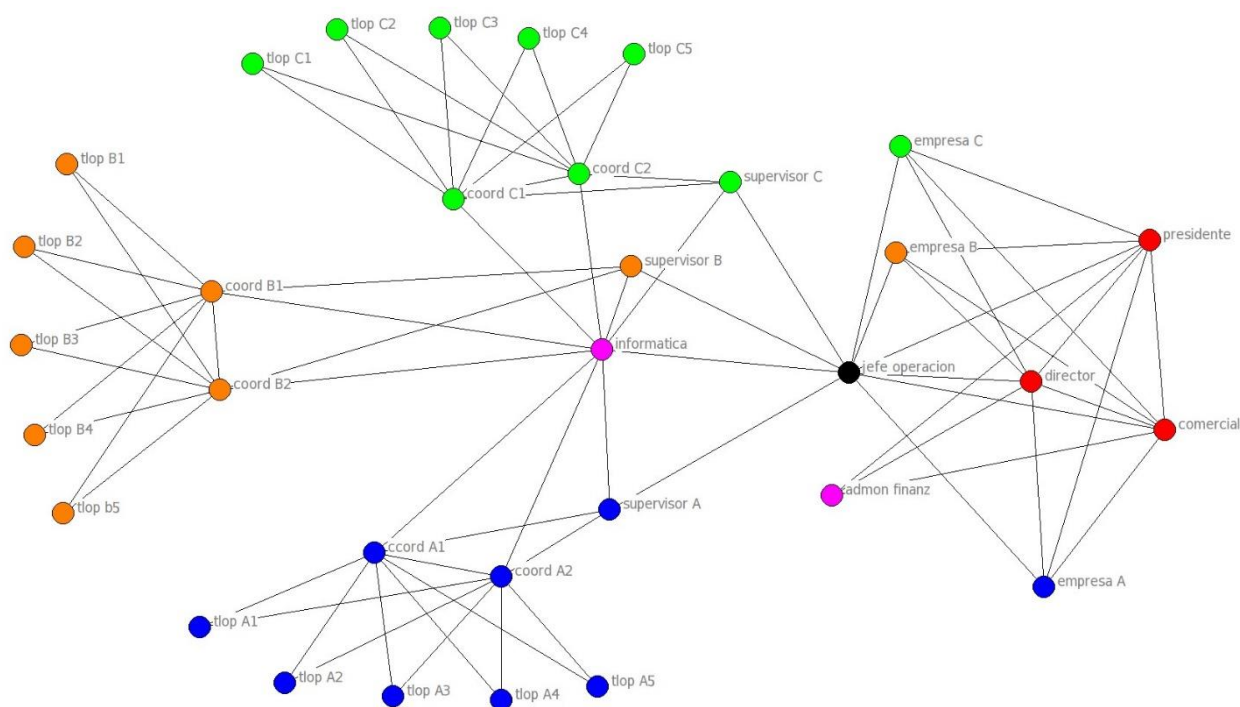 tlop C1
tlop C2
tlop C3
tlop C4
tlop C5
tlop B1
tlop B2
tlop B3
tlop B4
tlop b5
coord C1
coord C2
supervisor C
empresa C
presidente
empresa B
supervisor B
coord B1
coord B2
informatica
jefe operacion
director
comercial
admon finanz
supervisor A
ccord A1
coord A2
empresa A
tlop A1
tlop A2
tlop A3
tlop A4
tlop A5